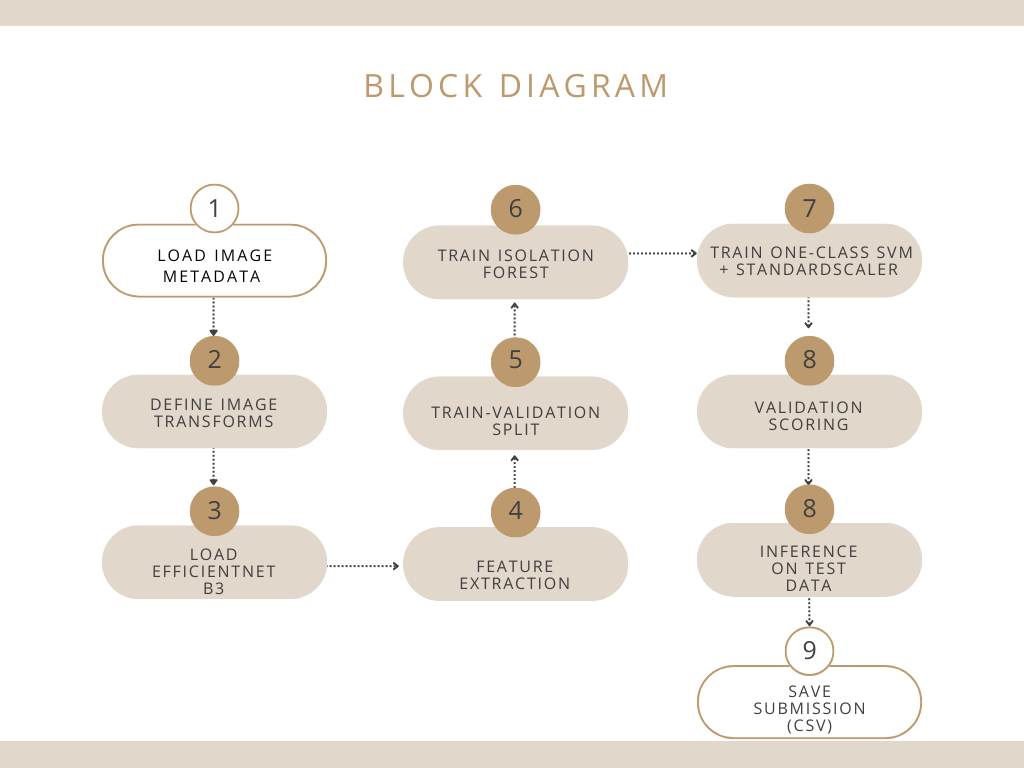 BLOCK DIAGRAM
1
LOAD IMAGE
METADATA
2
DEFINE IMAGE
TRANSFORMS
3
LOAD
EFFICIENTNET
B3
4
FEATURE
EXTRACTION
5
TRAIN-VALIDATION
SPLIT
6
TRAIN ISOLATION
FOREST
7
TRAIN ONE-CLASS SVM
+ STANDARDSCALER
8
VALIDATION
SCORING
8
INFERENCE
ON TEST
DATA
9
SAVE
SUBMISSION
(CSV)